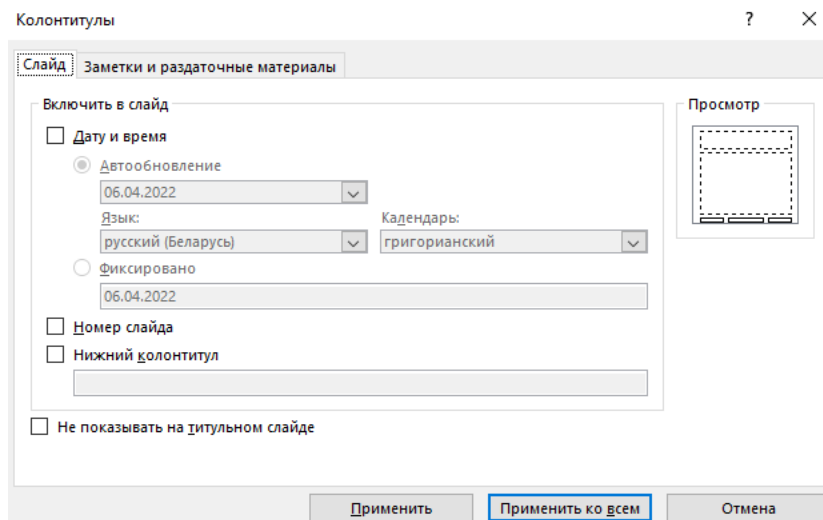 Колонтитулы ?
Слайд Заметки и раздаточные материалы
Включить в слайд Просмотр
Дату и время
Автообновление
06.04.2022
Язык: Календарь:
русский (Беларусь) григорианский
Фиксировано
06.04.2022
Номер слайда
Нижний колонтитул
Не показывать на титульном слайде
Применить Применить ко всем Отмена